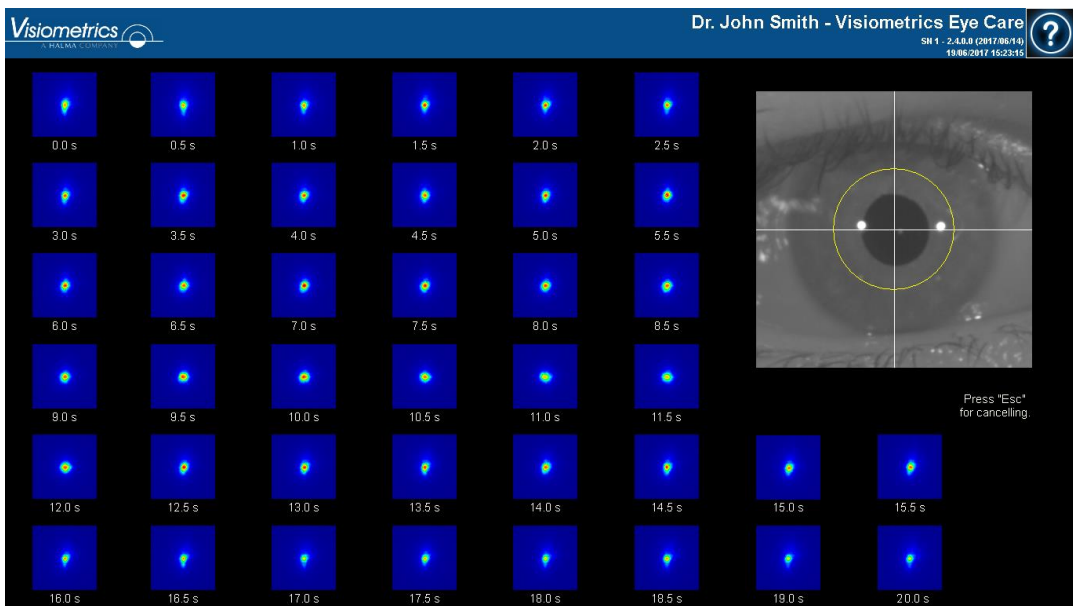 Visiometrics
A HALMA COMPANY
Dr. John Smith - Visiometrics Eye Care
SN 1 - 2.4.0.0 (2017/06/14)
19/06/2017 15:23:15
?
0.0 s 0.5 s 1.0 s 1.5 s 2.0 s 2.5 s
3.0 s 3.5 s 4.0 s 4.5 s 5.0 s 5.5 s
6.0 s 6.5 s 7.0 s 7.5 s 8.0 s 8.5 s
Press "Esc"
for cancelling.
9.0 s 9.5 s 10.0 s 10.5 s 11.0 s 11.5 s
12.0 s 12.5 s 13.0 s 13.5 s 14.0 s 14.5 s 15.0 s 15.5 s
16.0 s 16.5 s 17.0 s 17.5 s 18.0 s 18.5 s 19.0 s 20.0 s